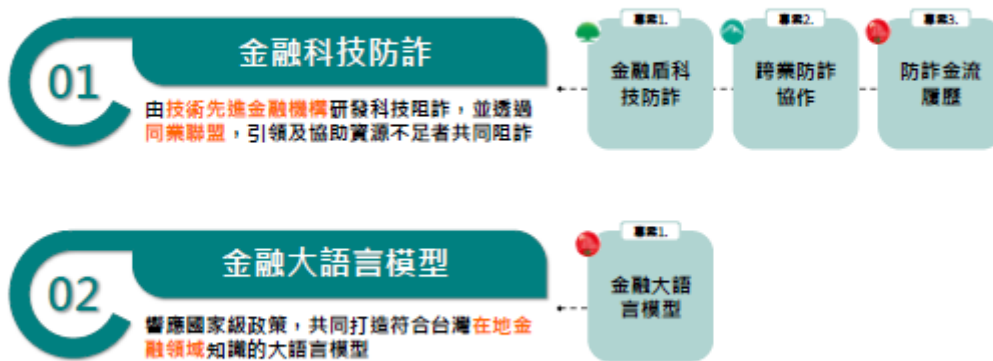 01
金融科技防詐
由技術先進金融機構研發科技阻詐，並透過
同業聯盟，引領及協助資源不足者共同阻詐
專案1.
金融盾科
技防詐
專案2.
跨業防詐
協作
專案3.
防詐金流
履歷
02
金融大語言模型
響應國家級政策，共同打造符合台灣在地金
融領域知識的大語言模型
專案1.
金融大語
言模型